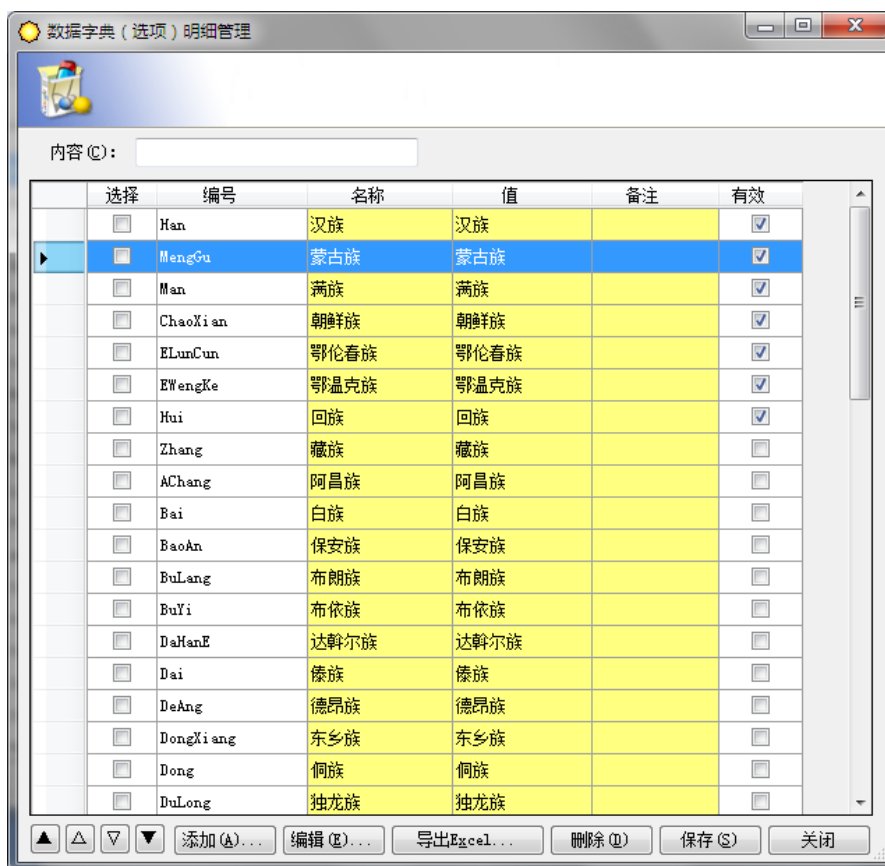 数据字典（选项）明细管理
内容(C):
选择 编号 名称 值 备注 有效
Han 汉族 汉族
MengGu 蒙古族 蒙古族
Man 满族 满族
ChaoXian 朝鲜族 朝鲜族
ELunCun 鄂伦春族 鄂伦春族
EWengKe 鄂温克族 鄂温克族
Hui 回族 回族
Zhang 藏族 藏族
AChang 阿昌族 阿昌族
Bai 白族 白族
BaoAn 保安族 保安族
BuLang 布朗族 布朗族
BuYi 布依族 布依族
DaHanE 达斡尔族 达斡尔族
Dai 傣族 傣族
DeAng 德昂族 德昂族
DongXiang 东乡族 东乡族
Dong 侗族 侗族
DuLong 独龙族 独龙族
添加(A)... 编辑(E)... 导出Excel... 删除(D) 保存(S) 关闭